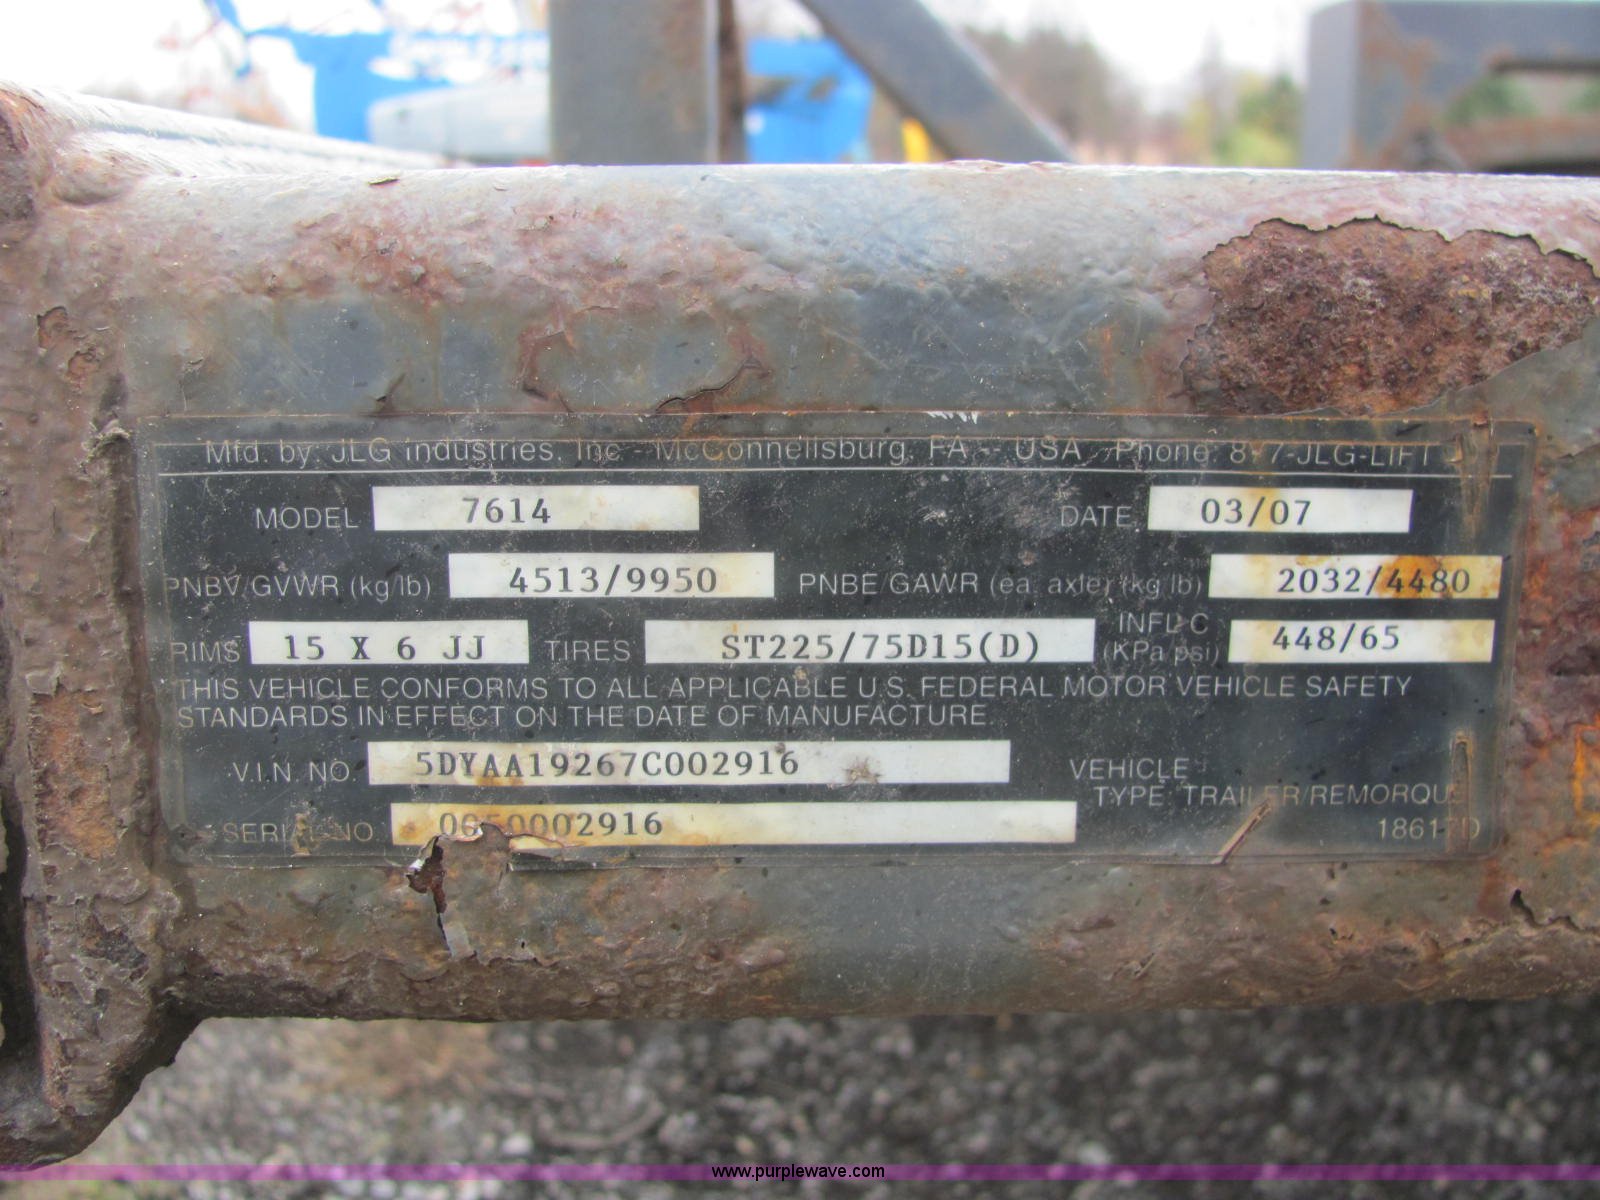 Mfd. by: JLG Industries, Inc - McConnellsburg, PA -- USA Phone: 877-JLG-LIFT
MODEL 7614 DATE 03/07
PNBV/GVWR (kg/lb) 4513/9950 PNBE/GAWR (ea. axle) (kg lb) 2032/4480
RIMS 15 X 6 JJ TIRES ST225/75D15(D) INFL C (KPa psi) 448/65
THIS VEHICLE CONFORMS TO ALL APPLICABLE U.S. FEDERAL MOTOR VEHICLE SAFETY
STANDARDS IN EFFECT ON THE DATE OF MANUFACTURE.
V.I.N. NO. 5DYAA19267C002916 VEHICLE
TYPE: TRAILER/REMORQUE
SERIAL NO. 0050002916
www.purplewave.com